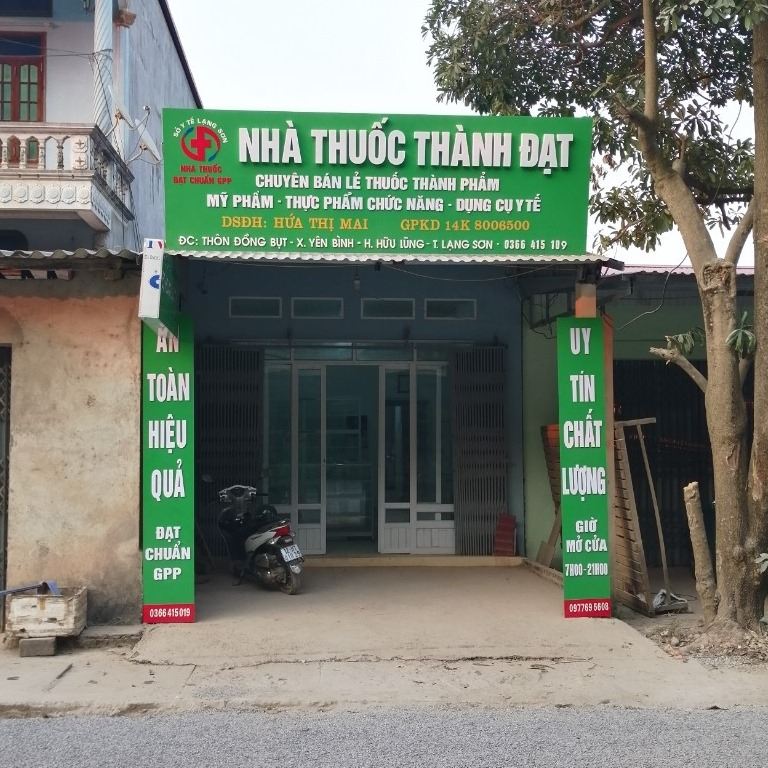 SỞ Y TẾ LẠNG SƠN
NHÀ THUỐC
ĐẠT CHUẨN GPP
NHÀ THUỐC THÀNH ĐẠT
CHUYÊN BÁN LẺ THUỐC THÀNH PHẨM
MỸ PHẨM - THỰC PHẨM CHỨC NĂNG - DỤNG CỤ Y TẾ
DSĐH: HỨA THỊ MAI GPKD 14K 8006500
ĐC: THÔN ĐỒNG BỤT - X. YÊN BÌNH - H. HỮU LŨNG - T. LẠNG SƠN - 0366 415 109
AN
TOÀN
HIỆU
QUẢ
ĐẠT
CHUẨN
GPP
0366 415 019
UY
TÍN
CHẤT
LƯỢNG
GIỜ
MỞ CỬA
7H00-21H00
097769 5608